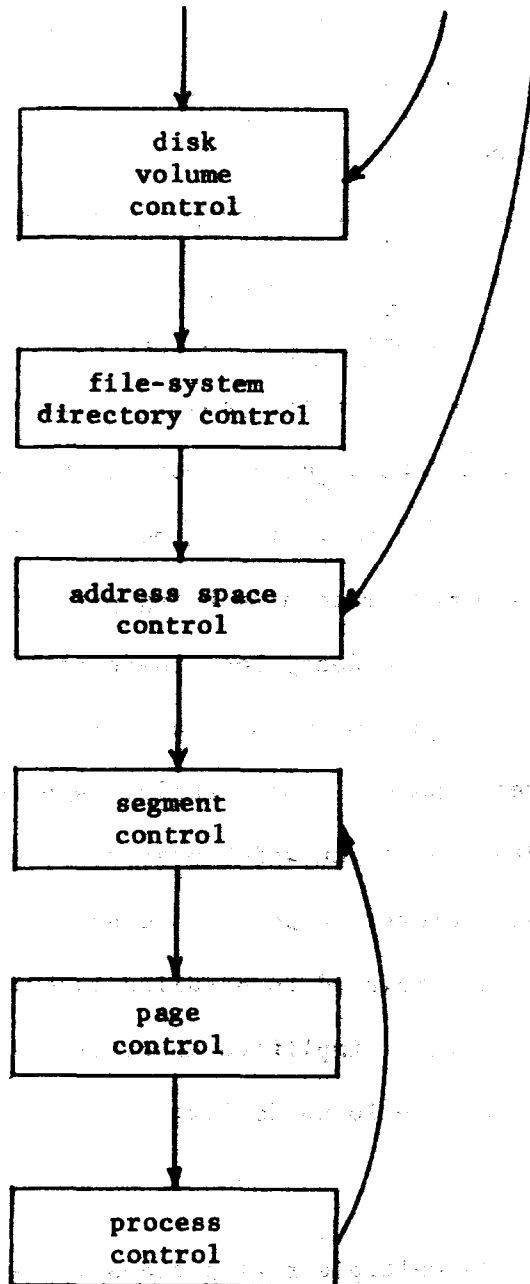 disk
volume
control
file-system
directory control
address space
control
segment
control
page
control
process
control